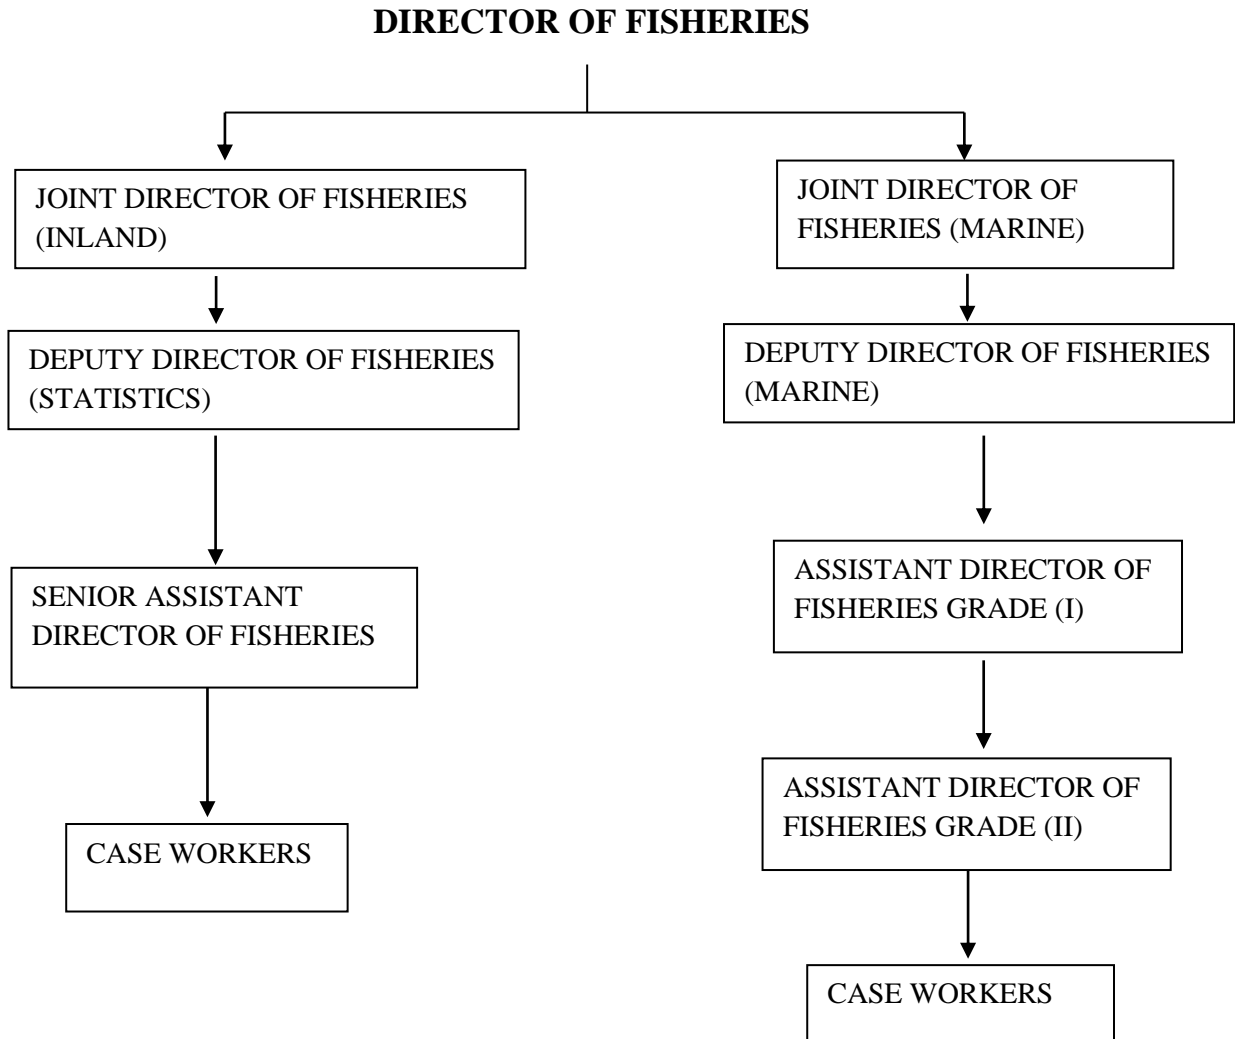 DIRECTOR OF FISHERIES
JOINT DIRECTOR OF FISHERIES
(INLAND)
JOINT DIRECTOR OF
FISHERIES (MARINE)
DEPUTY DIRECTOR OF FISHERIES
(STATISTICS)
DEPUTY DIRECTOR OF FISHERIES
(MARINE)
SENIOR ASSISTANT
DIRECTOR OF FISHERIES
ASSISTANT DIRECTOR OF
FISHERIES GRADE (I)
CASE WORKERS
ASSISTANT DIRECTOR OF
FISHERIES GRADE (II)
CASE WORKERS